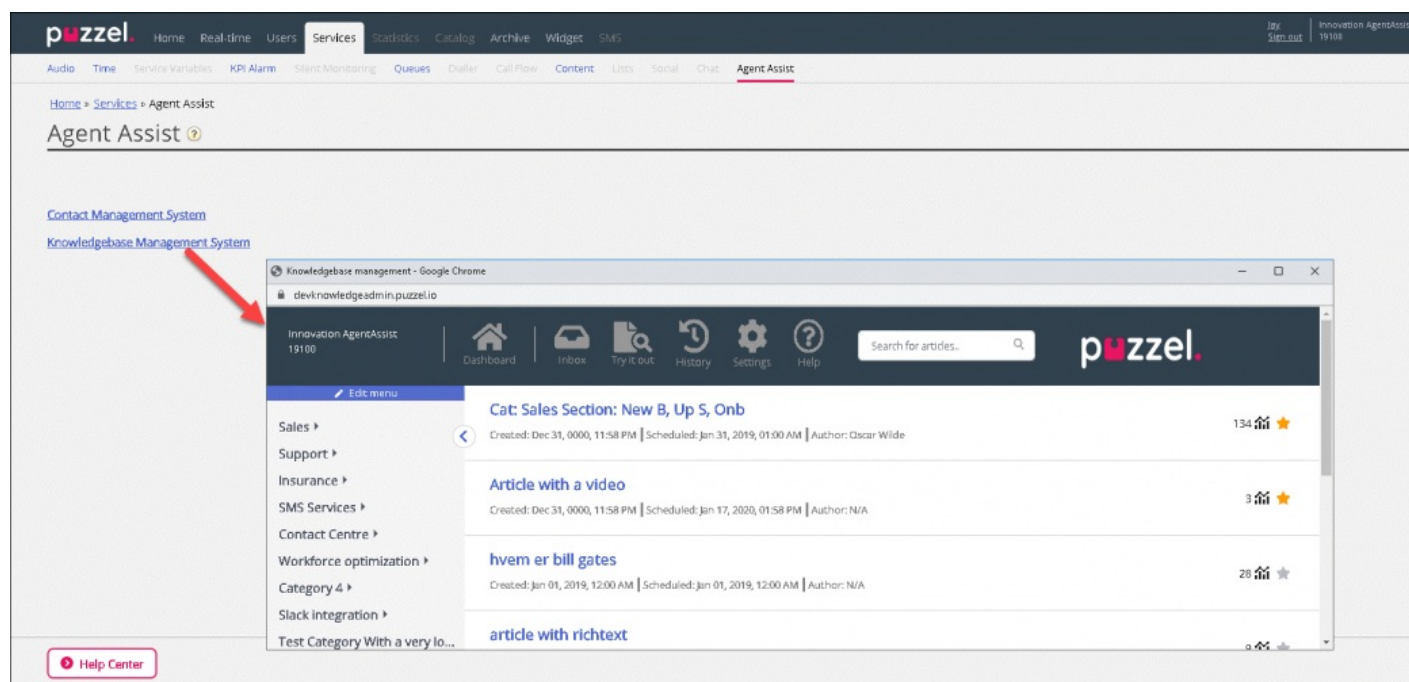 puzzel. Home Real-time Users Services Statistics Catalog Archive Widget SMS
Jay
Sign out
Innovation AgentAssis
19100
Audio Time Service Variables KPI Alarm Silent Monitoring Queues Dialler Call Flow Content Lists Social Chat Agent Assist
Home » Services » Agent Assist
Agent Assist ?
Contact Management System
Knowledgebase Management System
Knowledgebase management - Google Chrome
devknowledgeadmin.puzzel.io
Innovation AgentAssist
19100
Dashboard Inbox Try it out History Settings Help
Search for articles..
puzzel.
Edit menu
Sales
Support
Insurance
SMS Services
Contact Centre
Workforce optimization
Category 4
Slack integration
Test Category With a very lo...
Cat: Sales Section: New B, Up S, Onb
Created: Dec 31, 0000, 11:58 PM | Scheduled: Jan 31, 2019, 01:00 AM | Author: Oscar Wilde
134
Article with a video
Created: Dec 31, 0000, 11:58 PM | Scheduled: Jan 17, 2020, 01:58 PM | Author: N/A
3
hvem er bill gates
Created: Jan 01, 2019, 12:00 AM | Scheduled: Jan 01, 2019, 12:00 AM | Author: N/A
28
article with richtext
Help Center